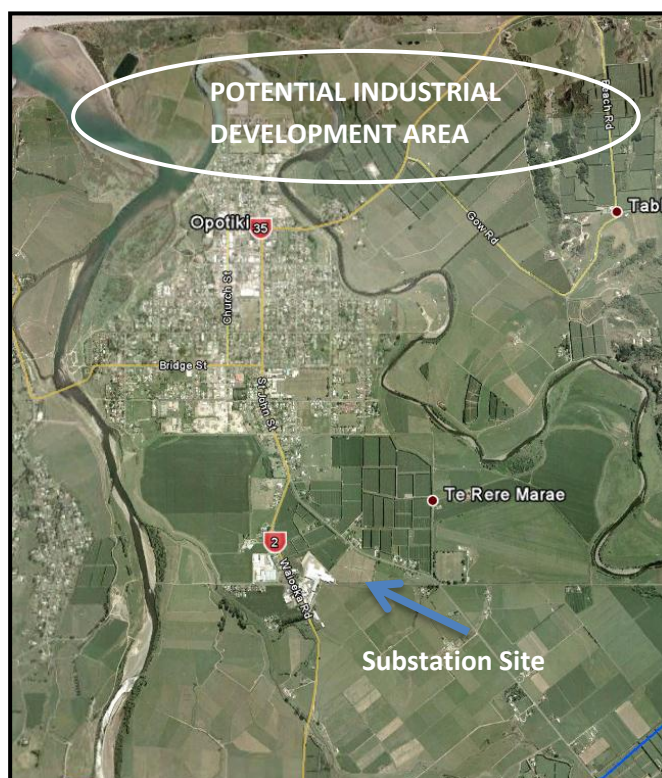 POTENTIAL INDUSTRIAL
DEVELOPMENT AREA
Beach Rd
Tabl
Opotiki
35
Gow Rd
Church St
Bridge St
St John St
Te Rere Marae
2
Waioeka Rd
Substation Site